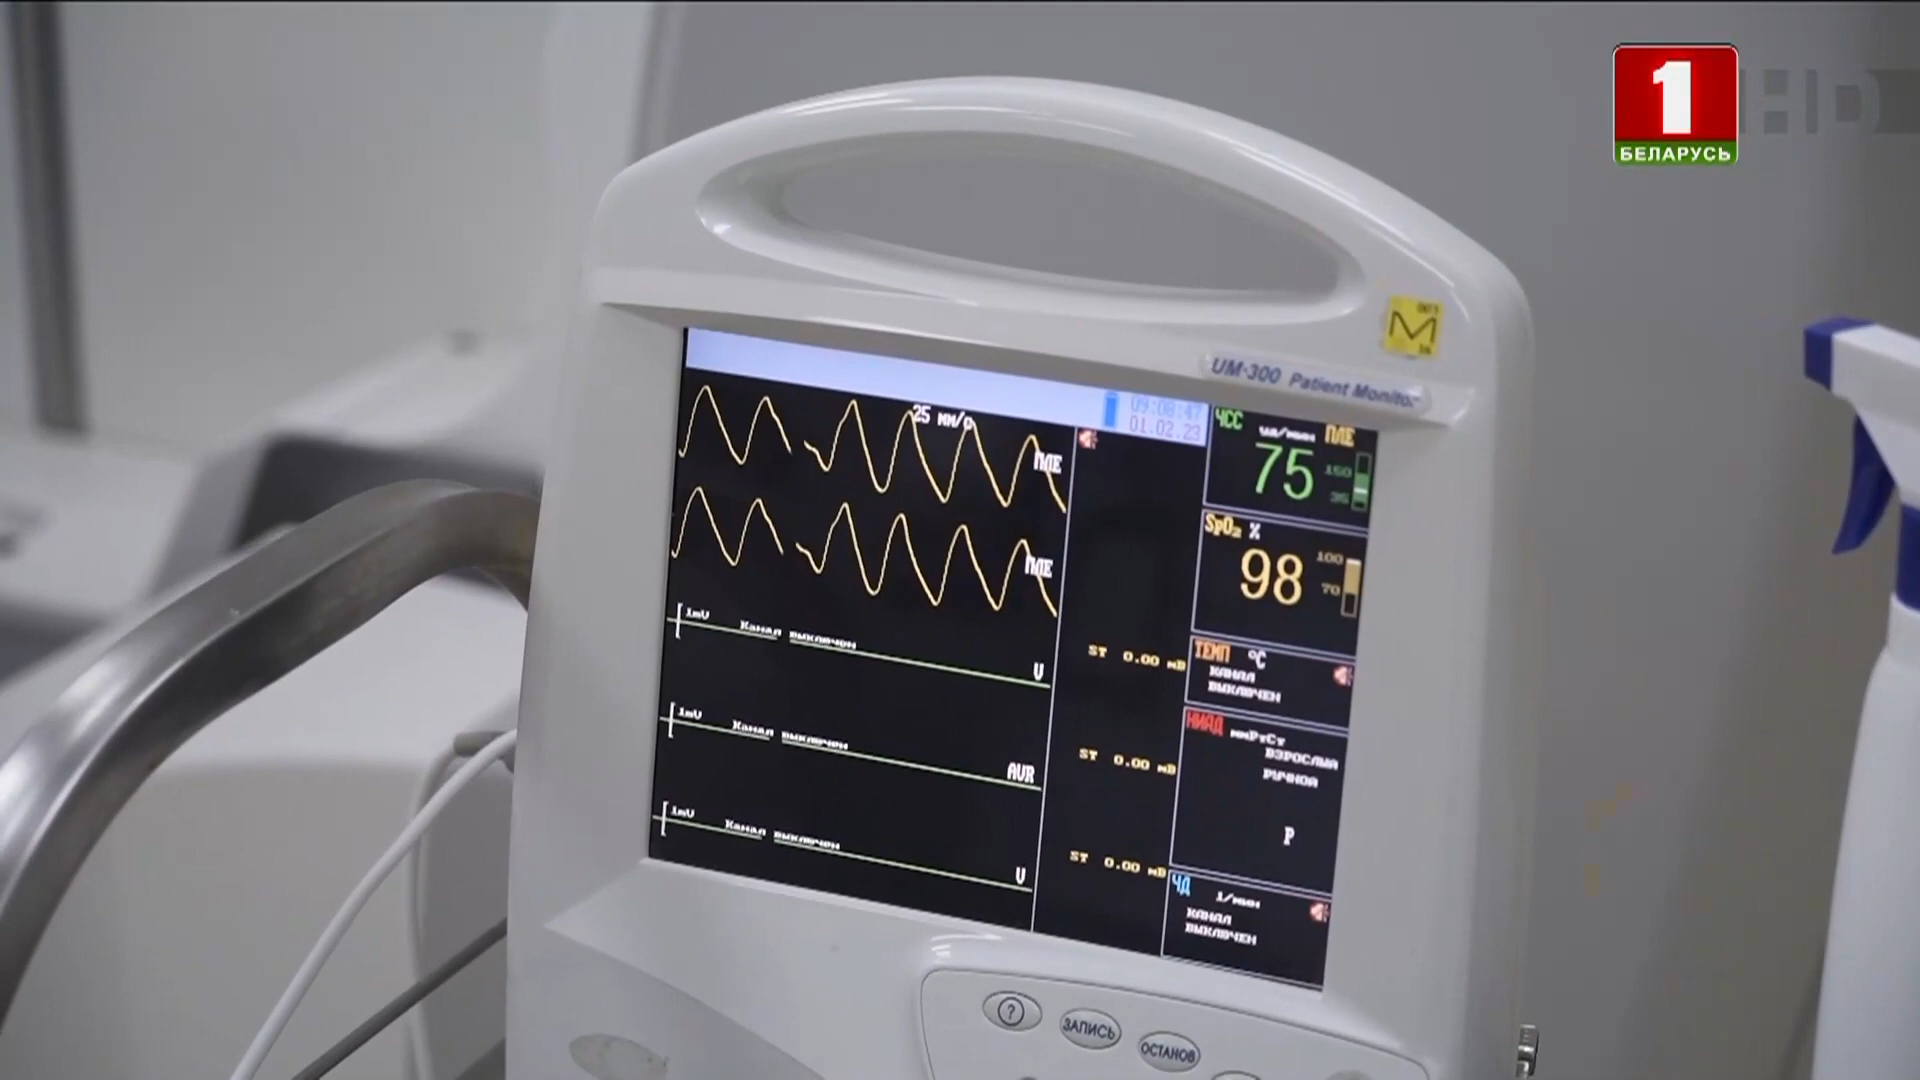 1
HD
БЕЛАРУСЬ
UM-300 Patient Monitor
09:08:47
01.02.23
25 мм/с
ПЛЕ
ПЛЕ
1mV Канал выключен
V
1mV Канал выключен
AVR
1mV Канал выключен
V
ST 0.00 мВ
ST 0.00 мВ
ST 0.00 мВ
ЧСС уд/мин ПЛЕ
75
150
35
SpO₂ %
98
100
70
ТЕМП °C
КАНАЛ
ВЫКЛЮЧЕН
НИАД ммРтСт
ВЗРОСЛЫЙ
РУЧНОЙ
Р
ЧД 1/мин
КАНАЛ
ВЫКЛЮЧЕН
?
ЗАПИСЬ
ОСТАНОВ